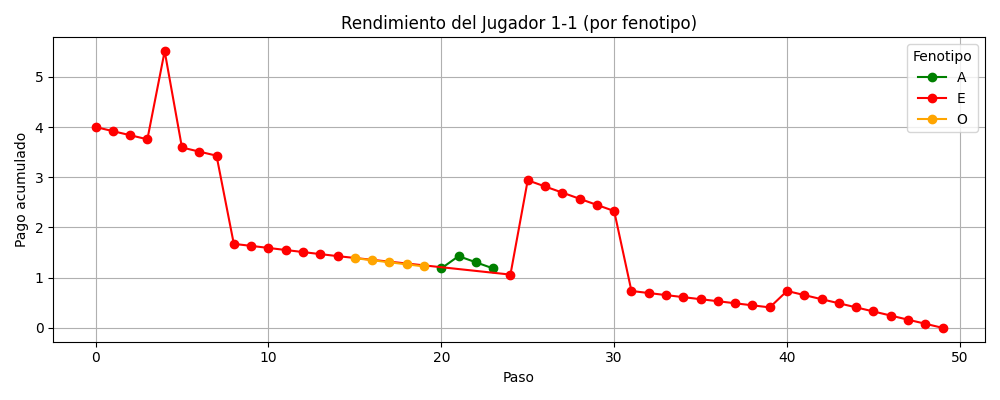 Rendimiento del Jugador 1-1 (por fenotipo)
Pago acumulado
5
4
3
2
1
0
0
10
20
30
40
50
Paso
Fenotipo
A
E
O